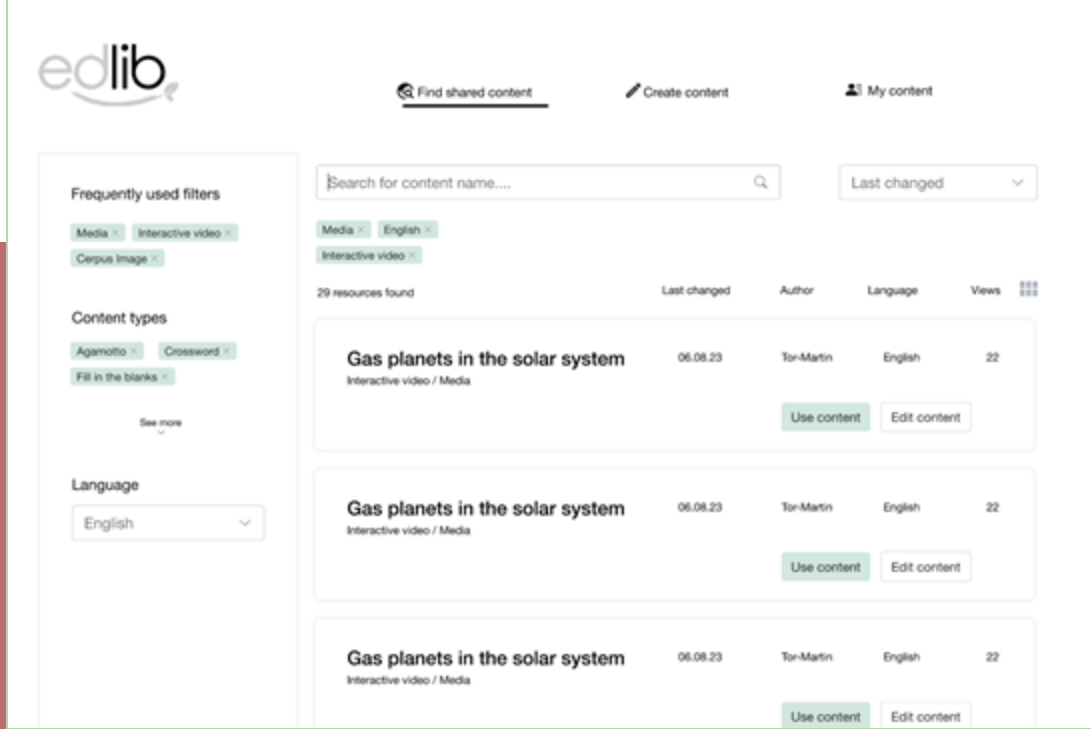 edlib
Find shared content
Create content
My content
Frequently used filters
Media ×
Interactive video ×
Cerpus Image ×
Content types
Agamotto ×
Crossword ×
Fill in the blanks ×
See more
Language
English
Search for content name....
Last changed
Media ×
English ×
Interactive video ×
29 resources found
Last changed
Author
Language
Views
Gas planets in the solar system
06.08.23
Tor-Martin
English
22
Interactive video / Media
Use content
Edit content
Gas planets in the solar system
06.08.23
Tor-Martin
English
22
Interactive video / Media
Use content
Edit content
Gas planets in the solar system
06.08.23
Tor-Martin
English
22
Interactive video / Media
Use content
Edit content